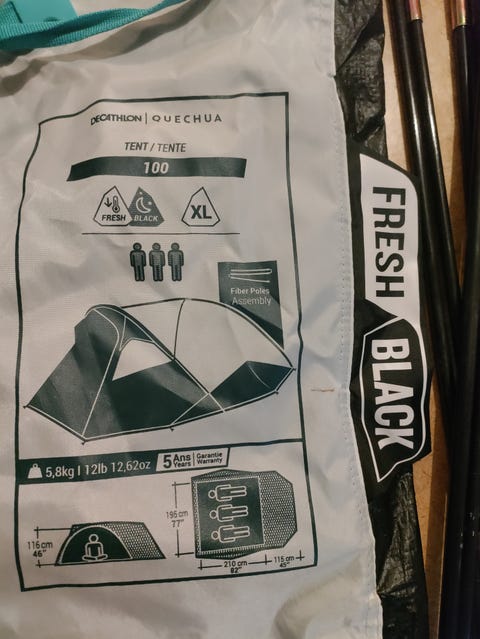 DECATHLON | QUECHUA
TENT / TENTE
100
FRESH
BLACK
XL
Fiber Poles
Assembly
5,8kg | 12lb 12,62oz
5 Ans
Years
Garantie
Warranty
116 cm
46"
195 cm
77"
210 cm
82"
115 cm
45"
FRESH
BLACK